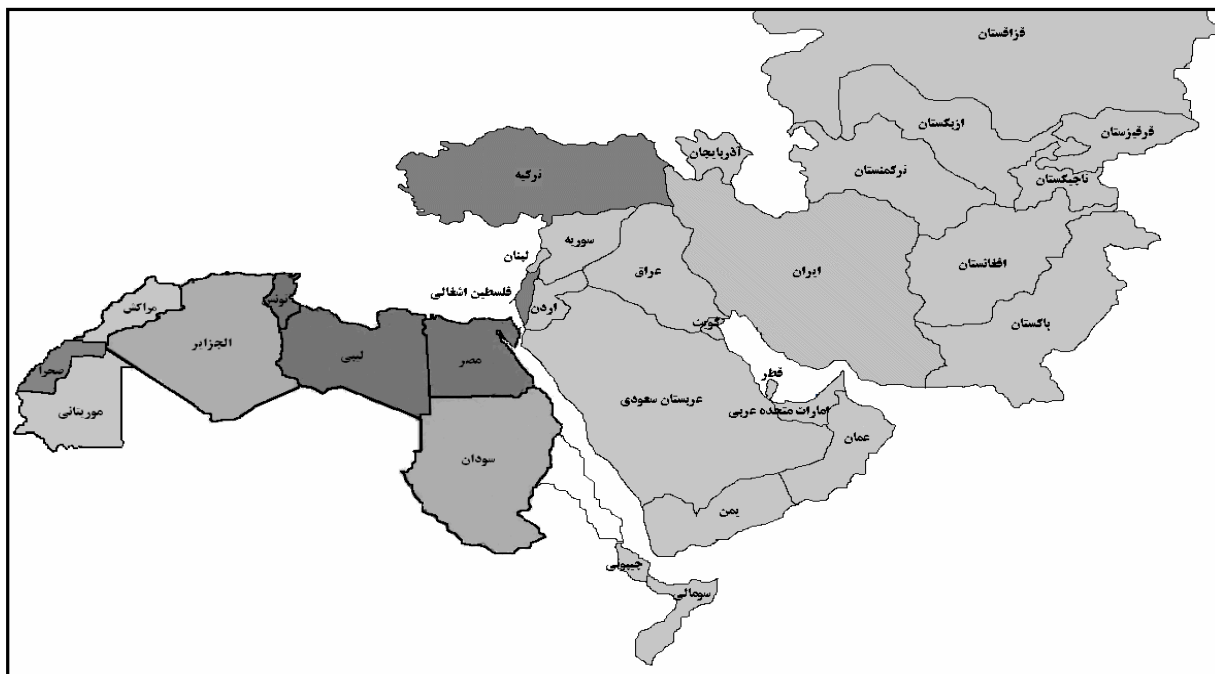 قزاقستان
ازبکستان
قرقیزستان
آذربایجان
ترکمنستان
تاجیکستان
ترکیه
سوریه
لبنان
عراق
ایران
افغانستان
فلسطین اشغالی
اردن
پاکستان
کویت
تونس
مراکش
الجزایر
لیبی
مصر
صحرا
قطر
عربستان سعودی
امارات متحده عربی
موریتانی
عمان
سودان
یمن
جیبوتی
سومالی